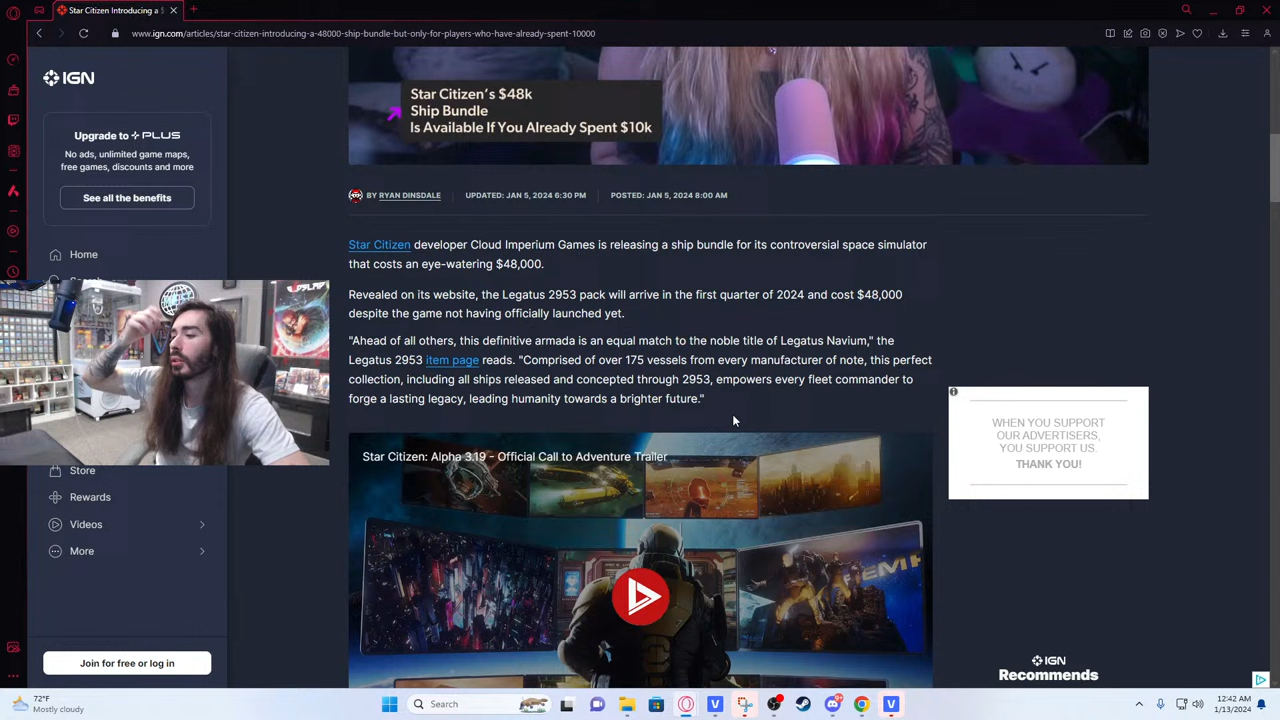 Star Citizen Introducing a $
www.ign.com/articles/star-citizen-introducing-a-48000-ship-bundle-but-only-for-players-who-have-already-spent-10000
IGN
Upgrade to PLUS
No ads, unlimited game maps,
free games, discounts and more
See all the benefits
Home
Search
Store
Rewards
Videos
More
Join for free or log in
Star Citizen's $48k
Ship Bundle
Is Available If You Already Spent $10k
BY RYAN DINSDALE
UPDATED: JAN 5, 2024 6:30 PM
POSTED: JAN 5, 2024 8:00 AM
Star Citizen developer Cloud Imperium Games is releasing a ship bundle for its controversial space simulator
that costs an eye-watering $48,000.
Revealed on its website, the Legatus 2953 pack will arrive in the first quarter of 2024 and cost $48,000
despite the game not having officially launched yet.
"Ahead of all others, this definitive armada is an equal match to the noble title of Legatus Navium," the
Legatus 2953 item page reads. "Comprised of over 175 vessels from every manufacturer of note, this perfect
collection, including all ships released and concepted through 2953, empowers every fleet commander to
forge a lasting legacy, leading humanity towards a brighter future."
Star Citizen: Alpha 3.19 - Official Call to Adventure Trailer
WHEN YOU SUPPORT
OUR ADVERTISERS,
YOU SUPPORT US.
THANK YOU!
IGN
Recommends
72°F
Mostly cloudy
Search
12:42 AM
1/13/2024